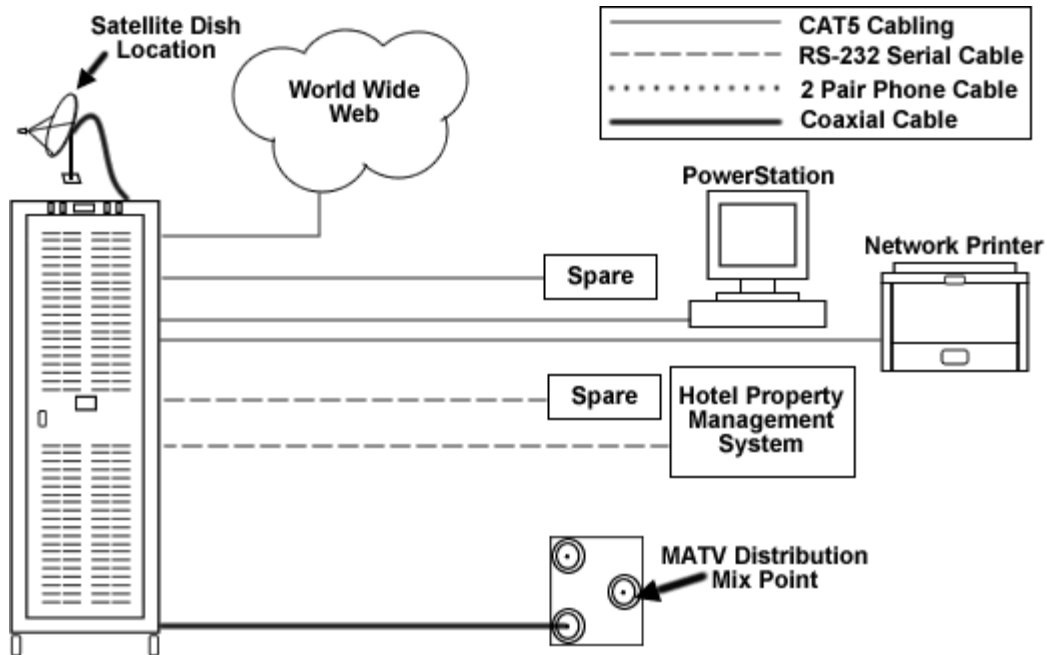 Satellite Dish
Location
World Wide
Web
CAT5 Cabling
RS-232 Serial Cable
2 Pair Phone Cable
Coaxial Cable
PowerStation
Network Printer
Spare
Spare
Hotel Property
Management
System
MATV Distribution
Mix Point